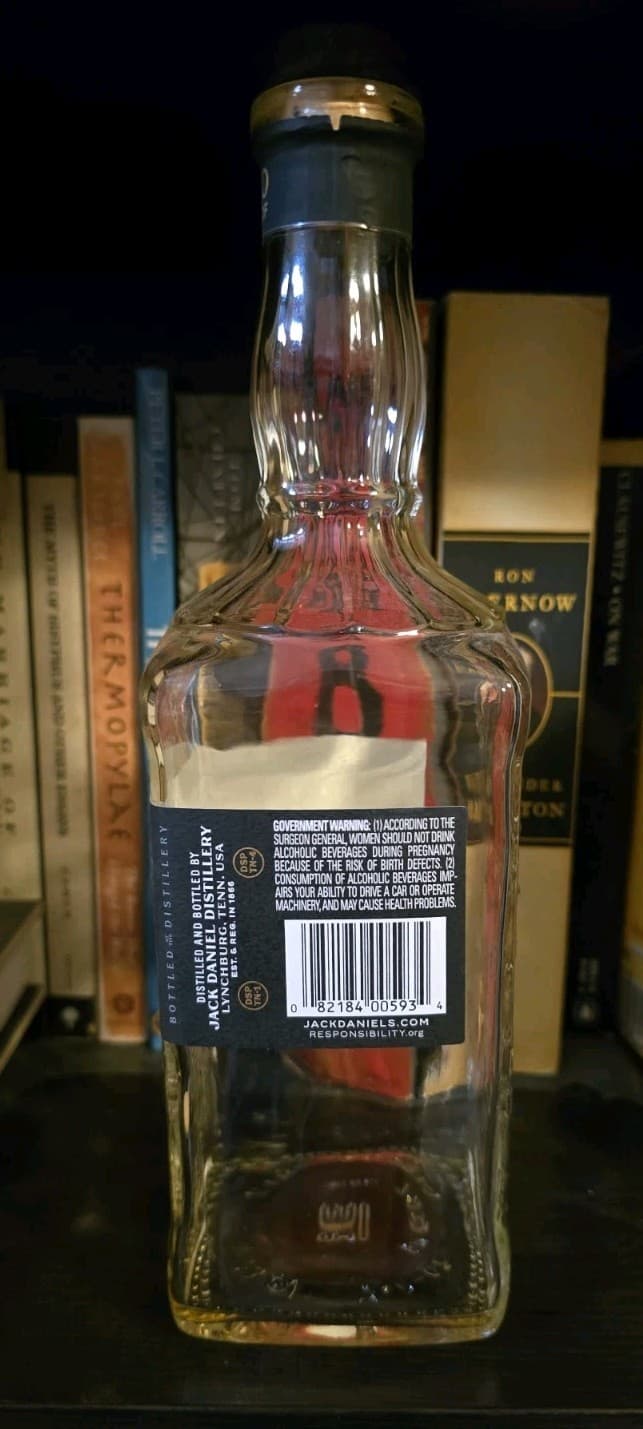 THERMOPYLAE
RON
ERNOW
TON
CLAUSEWITZ • ON WAR
BOTTLED AT THE DISTILLERY
DISTILLED AND BOTTLED BY
JACK DANIEL DISTILLERY
LYNCHBURG, TENN. USA
EST. & REG. IN 1866
DSP
TN-4
DSP
TN-1
GOVERNMENT WARNING: (1) ACCORDING TO THE
SURGEON GENERAL, WOMEN SHOULD NOT DRINK
ALCOHOLIC BEVERAGES DURING PREGNANCY
BECAUSE OF THE RISK OF BIRTH DEFECTS. (2)
CONSUMPTION OF ALCOHOLIC BEVERAGES IMP-
AIRS YOUR ABILITY TO DRIVE A CAR OR OPERATE
MACHINERY, AND MAY CAUSE HEALTH PROBLEMS.
0 82184 00593 4
JACKDANIELS.COM
RESPONSIBILITY.org